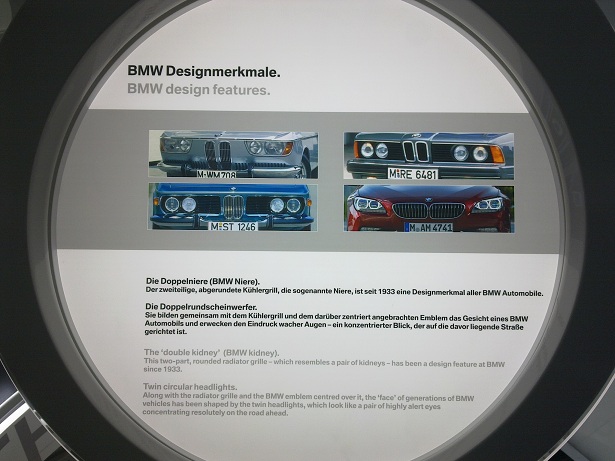 BMW Designmerkmale.
BMW design features.
M-WM708
M RE 6481
M ST 1246
M AM 4741
Die Doppelniere (BMW Niere).
Der zweiteilige, abgerundete Kühlergrill, die sogenannte Niere, ist seit 1933 eine Designmerkmal aller BMW Automobile.
Die Doppelrundscheinwerfer.
Sie bilden gemeinsam mit dem Kühlergrill und dem darüber zentriert angebrachten Emblem das Gesicht eines BMW
Automobils und erwecken den Eindruck wacher Augen – ein konzentrierter Blick, der auf die davor liegende Straße
gerichtet ist.
The 'double kidney' (BMW kidney).
This two-part, rounded radiator grille – which resembles a pair of kidneys – has been a design feature at BMW
since 1933.
Twin circular headlights.
Along with the radiator grille and the BMW emblem centred over it, the 'face' of generations of BMW
vehicles has been shaped by the twin headlights, which look like a pair of highly alert eyes
concentrating resolutely on the road ahead.